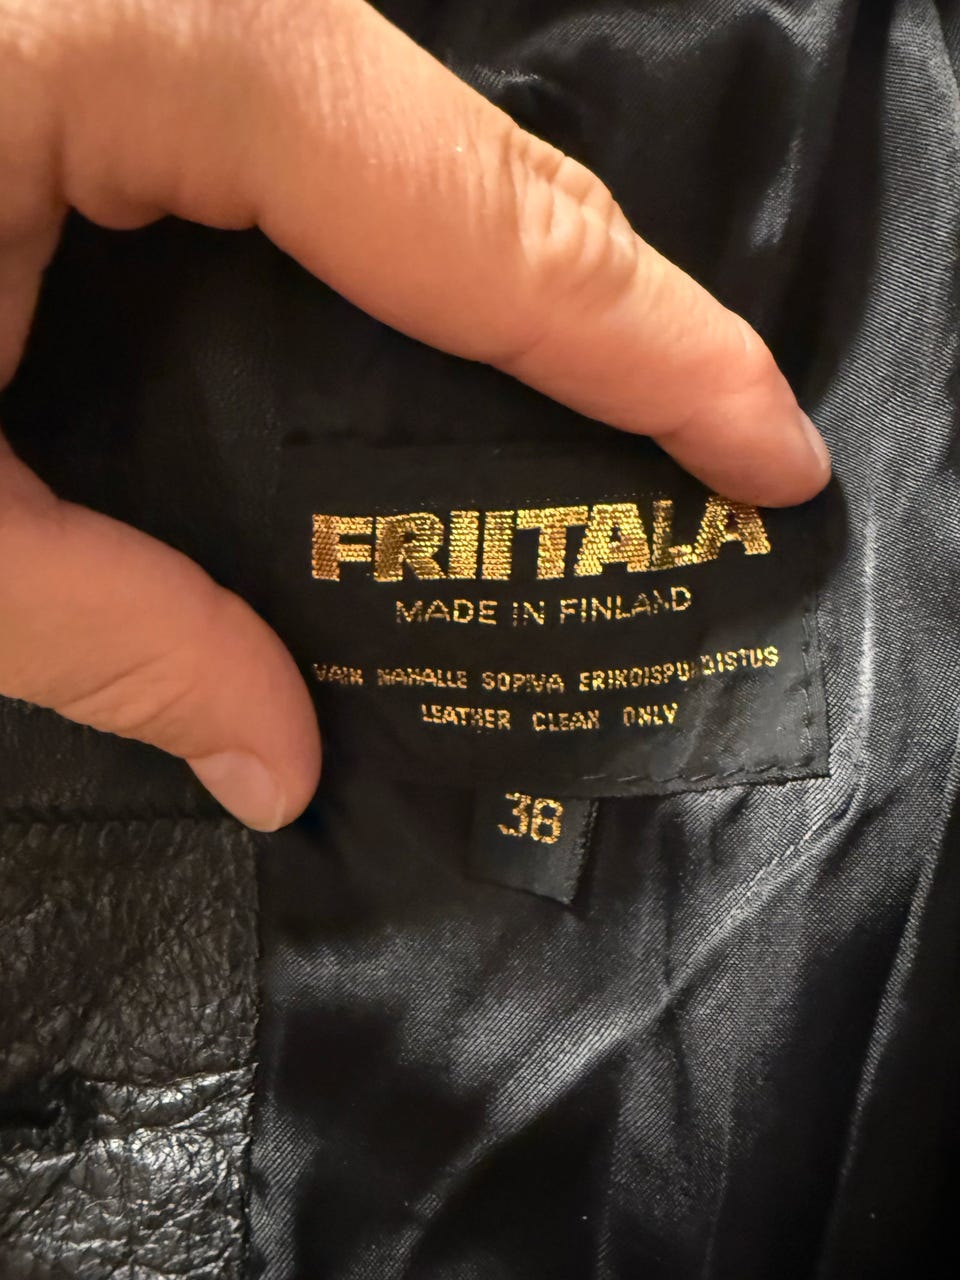 FRIITALA
MADE IN FINLAND
VAIN NAHALLE SOPIVA ERIKOISPUHDISTUS
LEATHER CLEAN ONLY
38